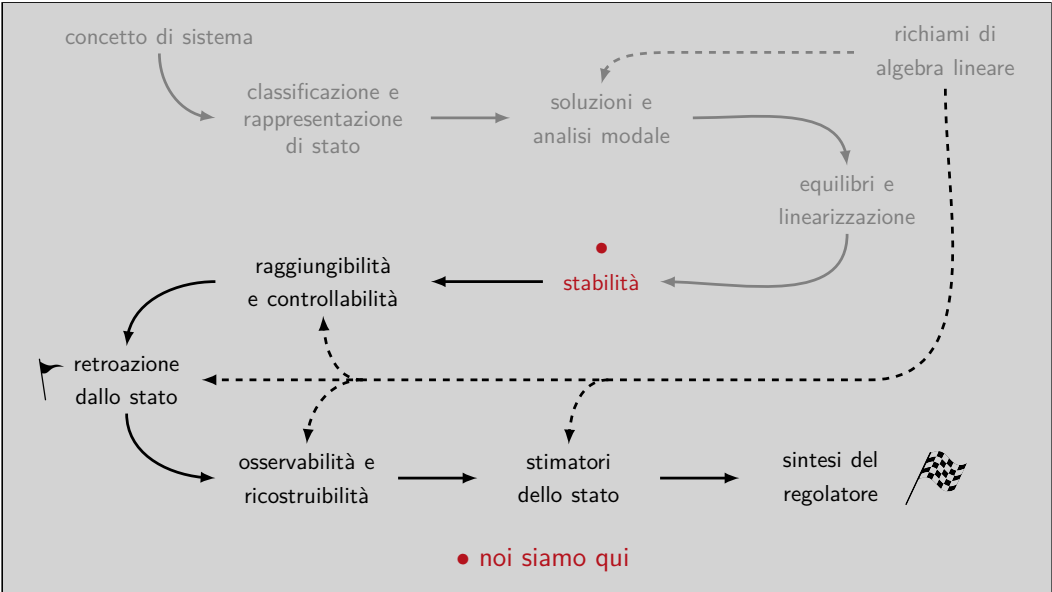 concetto di sistema
richiami di
algebra lineare
classificazione e
rappresentazione
di stato
soluzioni e
analisi modale
equilibri e
linearizzazione
stabilità
raggiungibilità
e controllabilità
retroazione
dallo stato
osservabilità e
ricostruibilità
stimatori
dello stato
sintesi del
regolatore
• noi siamo qui